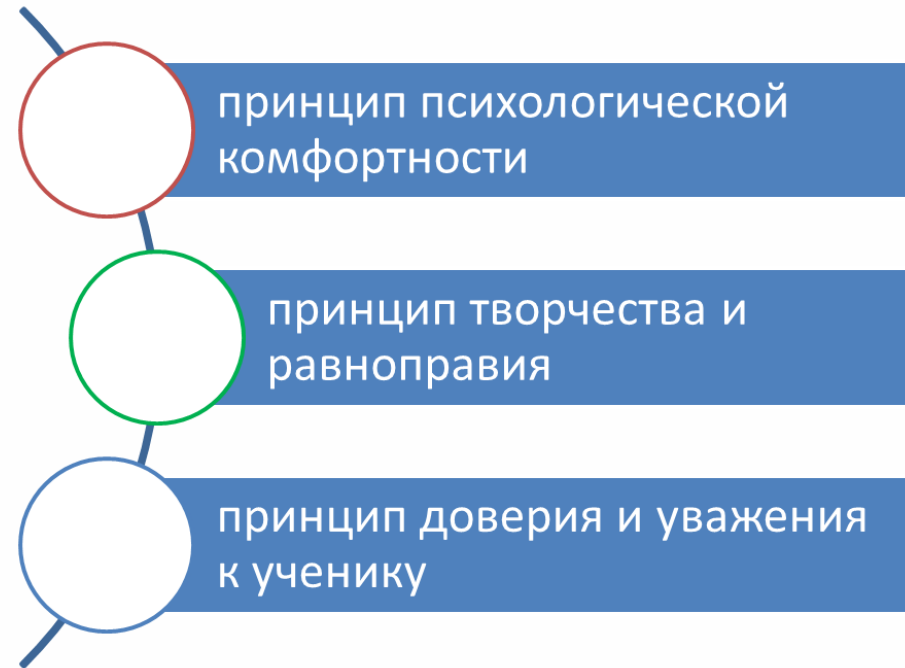 принцип психологической
комфортности
принцип творчества и
равноправия
принцип доверия и уважения
к ученику